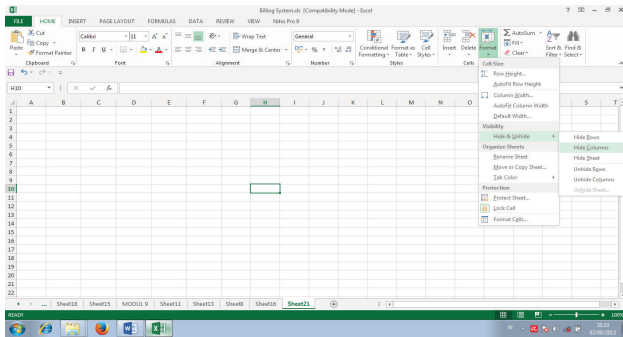 Billing System.xls [Compatibility Mode] - Excel
FILE HOME INSERT PAGE LAYOUT FORMULAS DATA REVIEW VIEW Nitro Pro 9
Cut
Copy
Format Painter
Paste
Calibri 11
B I U
Wrap Text
Merge & Center
General
Conditional Formatting
Format as Table
Cell Styles
Insert Delete Format
AutoSum
Fill
Clear
Sort & Filter
Find & Select
Clipboard Font Alignment Number Styles Cells
H10
A B C D E F G H I J K L M N O S T
Cell Size
Row Height...
AutoFit Row Height
Column Width...
AutoFit Column Width
Default Width...
Visibility
Hide & Unhide
Organize Sheets
Rename Sheet
Move or Copy Sheet...
Tab Color
Protection
Protect Sheet...
Lock Cell
Format Cells...
Hide Rows
Hide Columns
Hide Sheet
Unhide Rows
Unhide Columns
Unhide Sheet...
1
2
3
4
5
6
7
8
9
10
11
12
13
14
15
16
17
18
19
20
21
22
... Sheet18 Sheet15 MODUL 9 Sheet11 Sheet13 Sheet8 Sheet16 Sheet21
READY
100%
20:33
02/06/2015